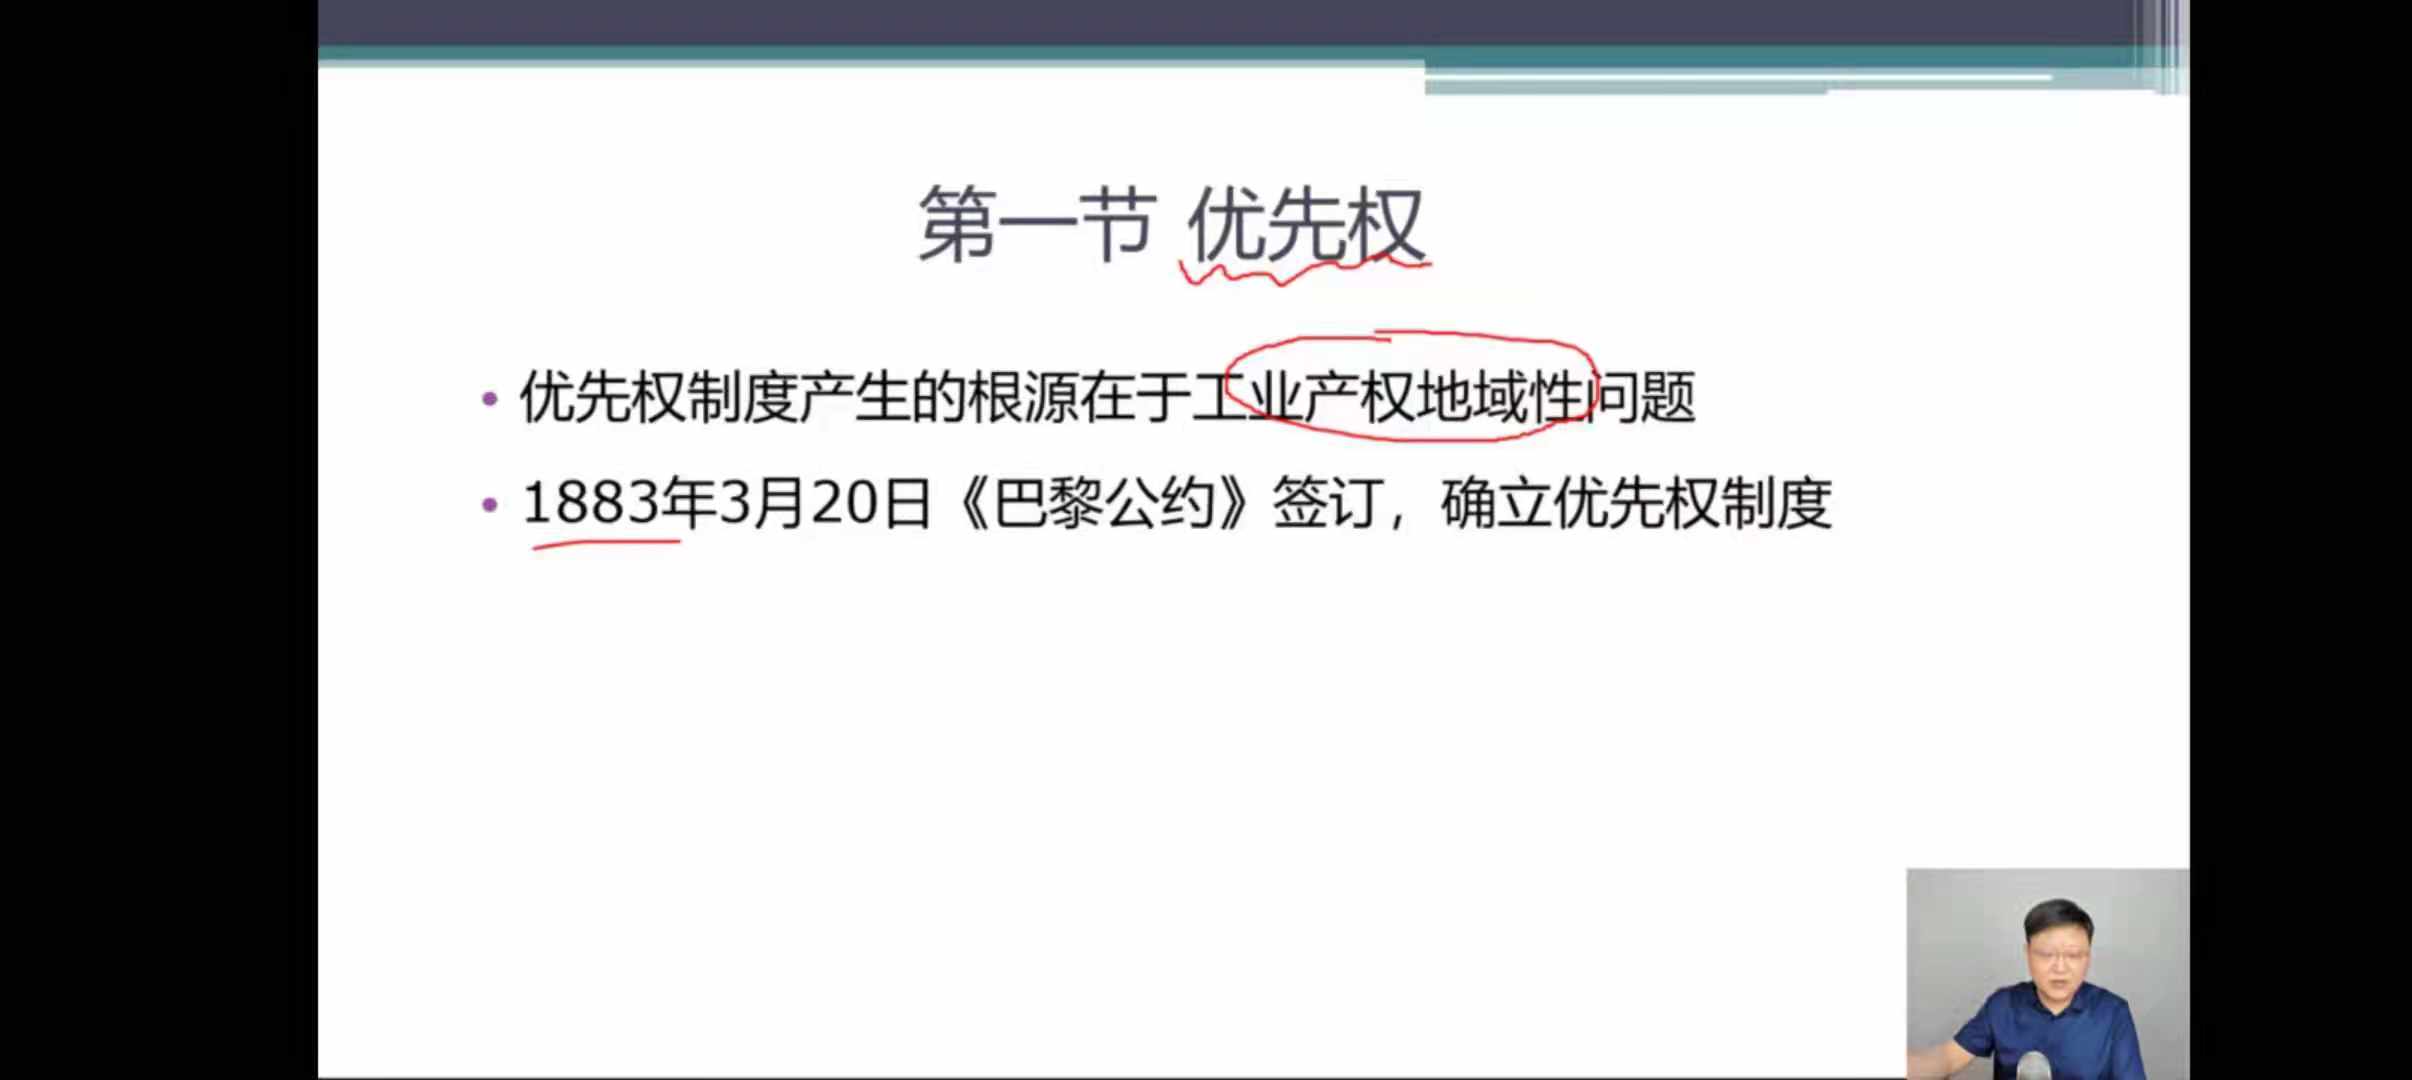 第一节 优先权
• 优先权制度产生的根源在于工业产权地域性问题
• 1883年3月20日《巴黎公约》签订，确立优先权制度